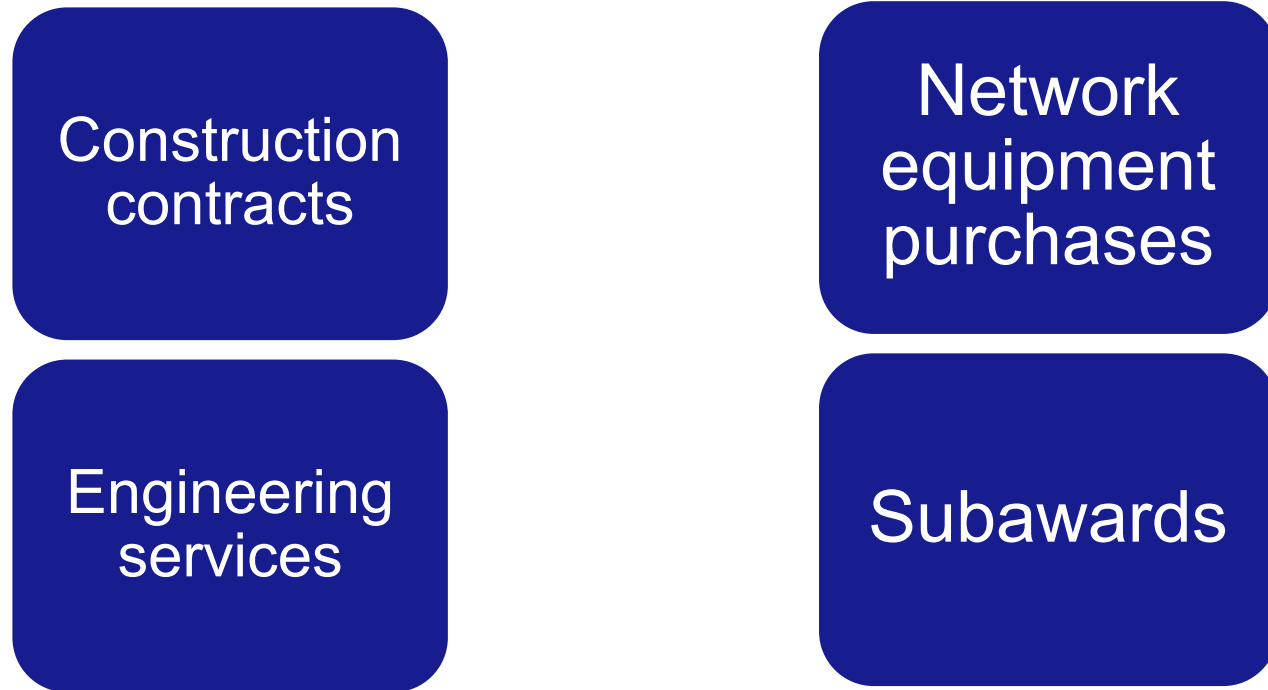 Construction
contracts
Network
equipment
purchases
Engineering
services
Subawards